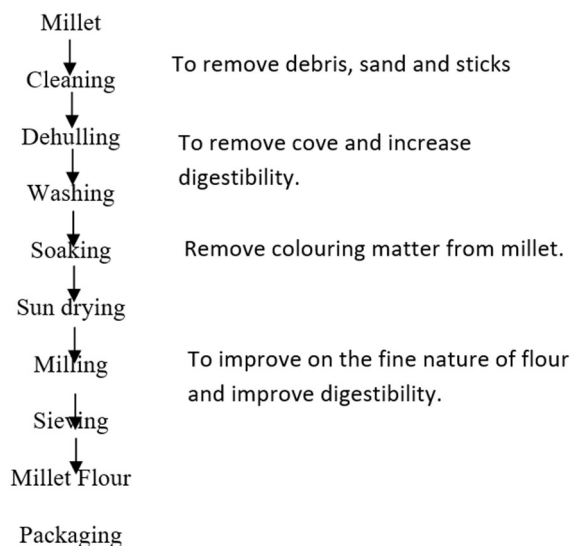 Millet
Cleaning
To remove debris, sand and sticks
Dehulling
To remove cove and increase
digestibility.
Washing
Soaking
Remove colouring matter from millet.
Sun drying
Milling
To improve on the fine nature of flour
and improve digestibility.
Sieving
Millet Flour
Packaging